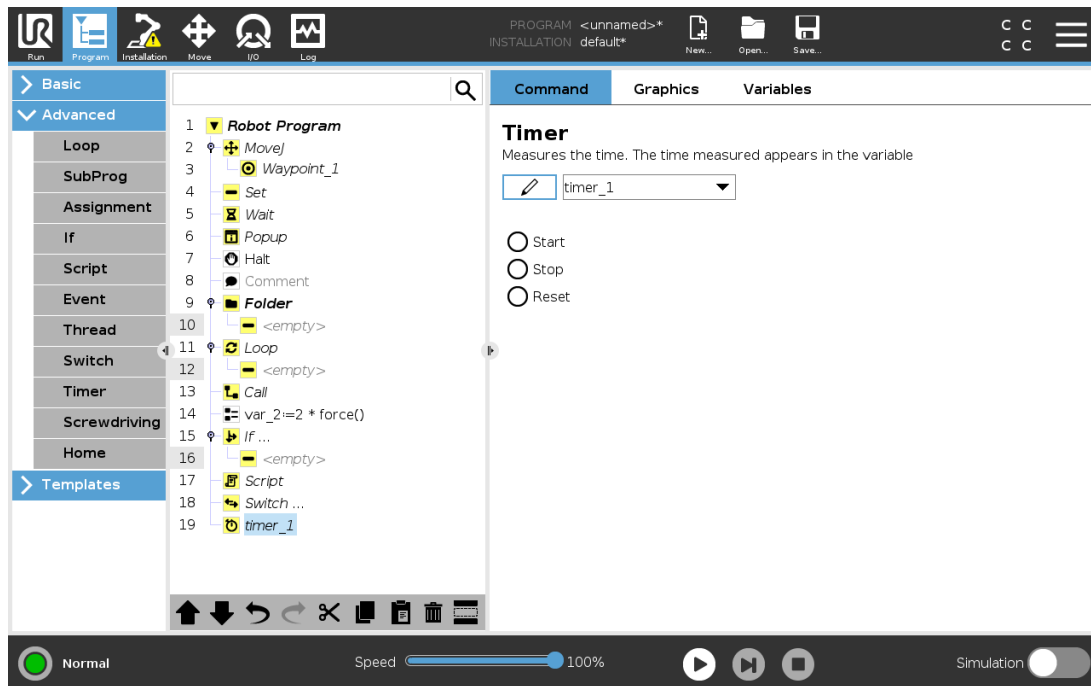 PROGRAM <unnamed>*
INSTALLATION default*
C C
C C
UR
Run
Program
Installation
Move
I/O
Log
New...
Open...
Save...
Basic
Advanced
Loop
SubProg
Assignment
If
Script
Event
Thread
Switch
Timer
Screwdriving
Home
Templates
1 Robot Program
2 MoveJ
3 Waypoint_1
4 Set
5 Wait
6 Popup
7 Halt
8 Comment
9 Folder
10 <empty>
11 Loop
12 <empty>
13 Call
14 var_2:=2 * force()
15 If ...
16 <empty>
17 Script
18 Switch ...
19 timer_1
Command Graphics Variables
Timer
Measures the time. The time measured appears in the variable
timer_1
Start
Stop
Reset
Normal
Speed 100%
Simulation